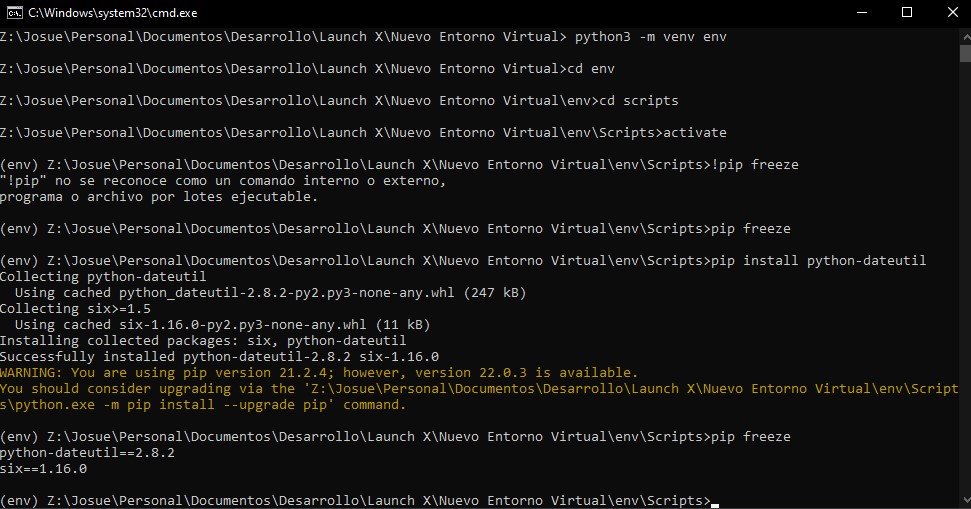 C:\Windows\system32\cmd.exe
Z:\Josue\Personal\Documentos\Desarrollo\Launch X\Nuevo Entorno Virtual> python3 -m venv env
Z:\Josue\Personal\Documentos\Desarrollo\Launch X\Nuevo Entorno Virtual>cd env
Z:\Josue\Personal\Documentos\Desarrollo\Launch X\Nuevo Entorno Virtual\env>cd scripts
Z:\Josue\Personal\Documentos\Desarrollo\Launch X\Nuevo Entorno Virtual\env\Scripts>activate
(env) Z:\Josue\Personal\Documentos\Desarrollo\Launch X\Nuevo Entorno Virtual\env\Scripts>!pip freeze
"!pip" no se reconoce como un comando interno o externo,
programa o archivo por lotes ejecutable.
(env) Z:\Josue\Personal\Documentos\Desarrollo\Launch X\Nuevo Entorno Virtual\env\Scripts>pip freeze
(env) Z:\Josue\Personal\Documentos\Desarrollo\Launch X\Nuevo Entorno Virtual\env\Scripts>pip install python-dateutil
Collecting python-dateutil
  Using cached python_dateutil-2.8.2-py2.py3-none-any.whl (247 kB)
Collecting six>=1.5
  Using cached six-1.16.0-py2.py3-none-any.whl (11 kB)
Installing collected packages: six, python-dateutil
Successfully installed python-dateutil-2.8.2 six-1.16.0
WARNING: You are using pip version 21.2.4; however, version 22.0.3 is available.
You should consider upgrading via the 'Z:\Josue\Personal\Documentos\Desarrollo\Launch X\Nuevo Entorno Virtual\env\Script
s\python.exe -m pip install --upgrade pip' command.
(env) Z:\Josue\Personal\Documentos\Desarrollo\Launch X\Nuevo Entorno Virtual\env\Scripts>pip freeze
python-dateutil==2.8.2
six==1.16.0
(env) Z:\Josue\Personal\Documentos\Desarrollo\Launch X\Nuevo Entorno Virtual\env\Scripts>